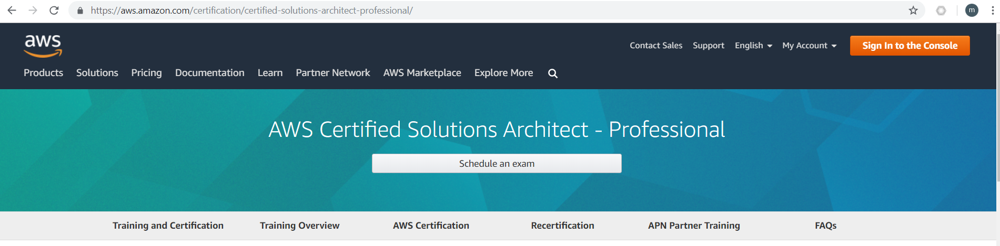 https://aws.amazon.com/certification/certified-solutions-architect-professional/
m
aws
Contact Sales Support English My Account Sign In to the Console
Products Solutions Pricing Documentation Learn Partner Network AWS Marketplace Explore More
AWS Certified Solutions Architect - Professional
Schedule an exam
Training and Certification Training Overview AWS Certification Recertification APN Partner Training FAQs